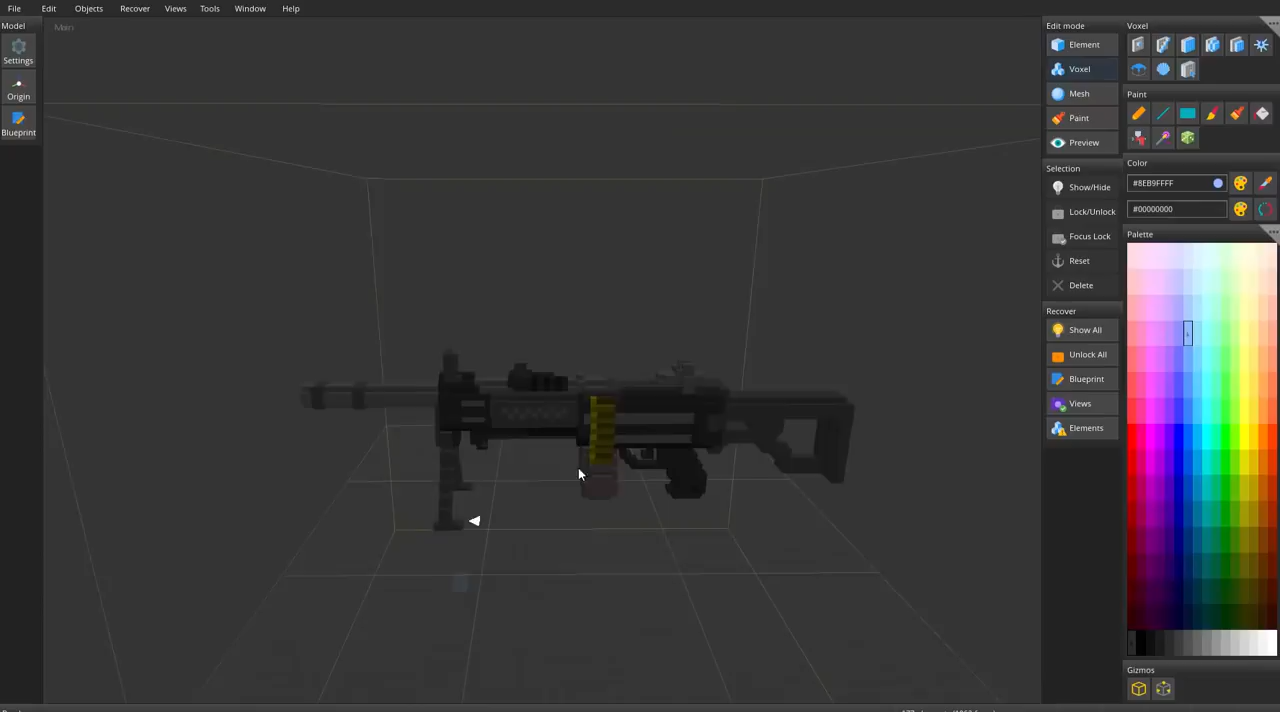 File Edit Objects Recover Views Tools Window Help
Model
Settings
Origin
Blueprint
Main
Edit mode
Element
Voxel
Mesh
Paint
Preview
Selection
Show/Hide
Lock/Unlock
Focus Lock
Reset
Delete
Recover
Show All
Unlock All
Blueprint
Views
Elements
Voxel
Paint
Color
#8EB9FFFF
#00000000
Palette
Gizmos